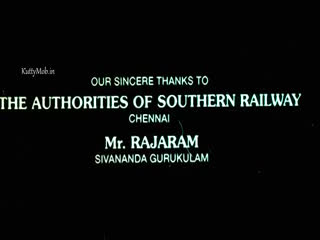 KuttyMob.in
OUR SINCERE THANKS TO
THE AUTHORITIES OF SOUTHERN RAILWAY
CHENNAI
Mr. RAJARAM
SIVANANDA GURUKULAM